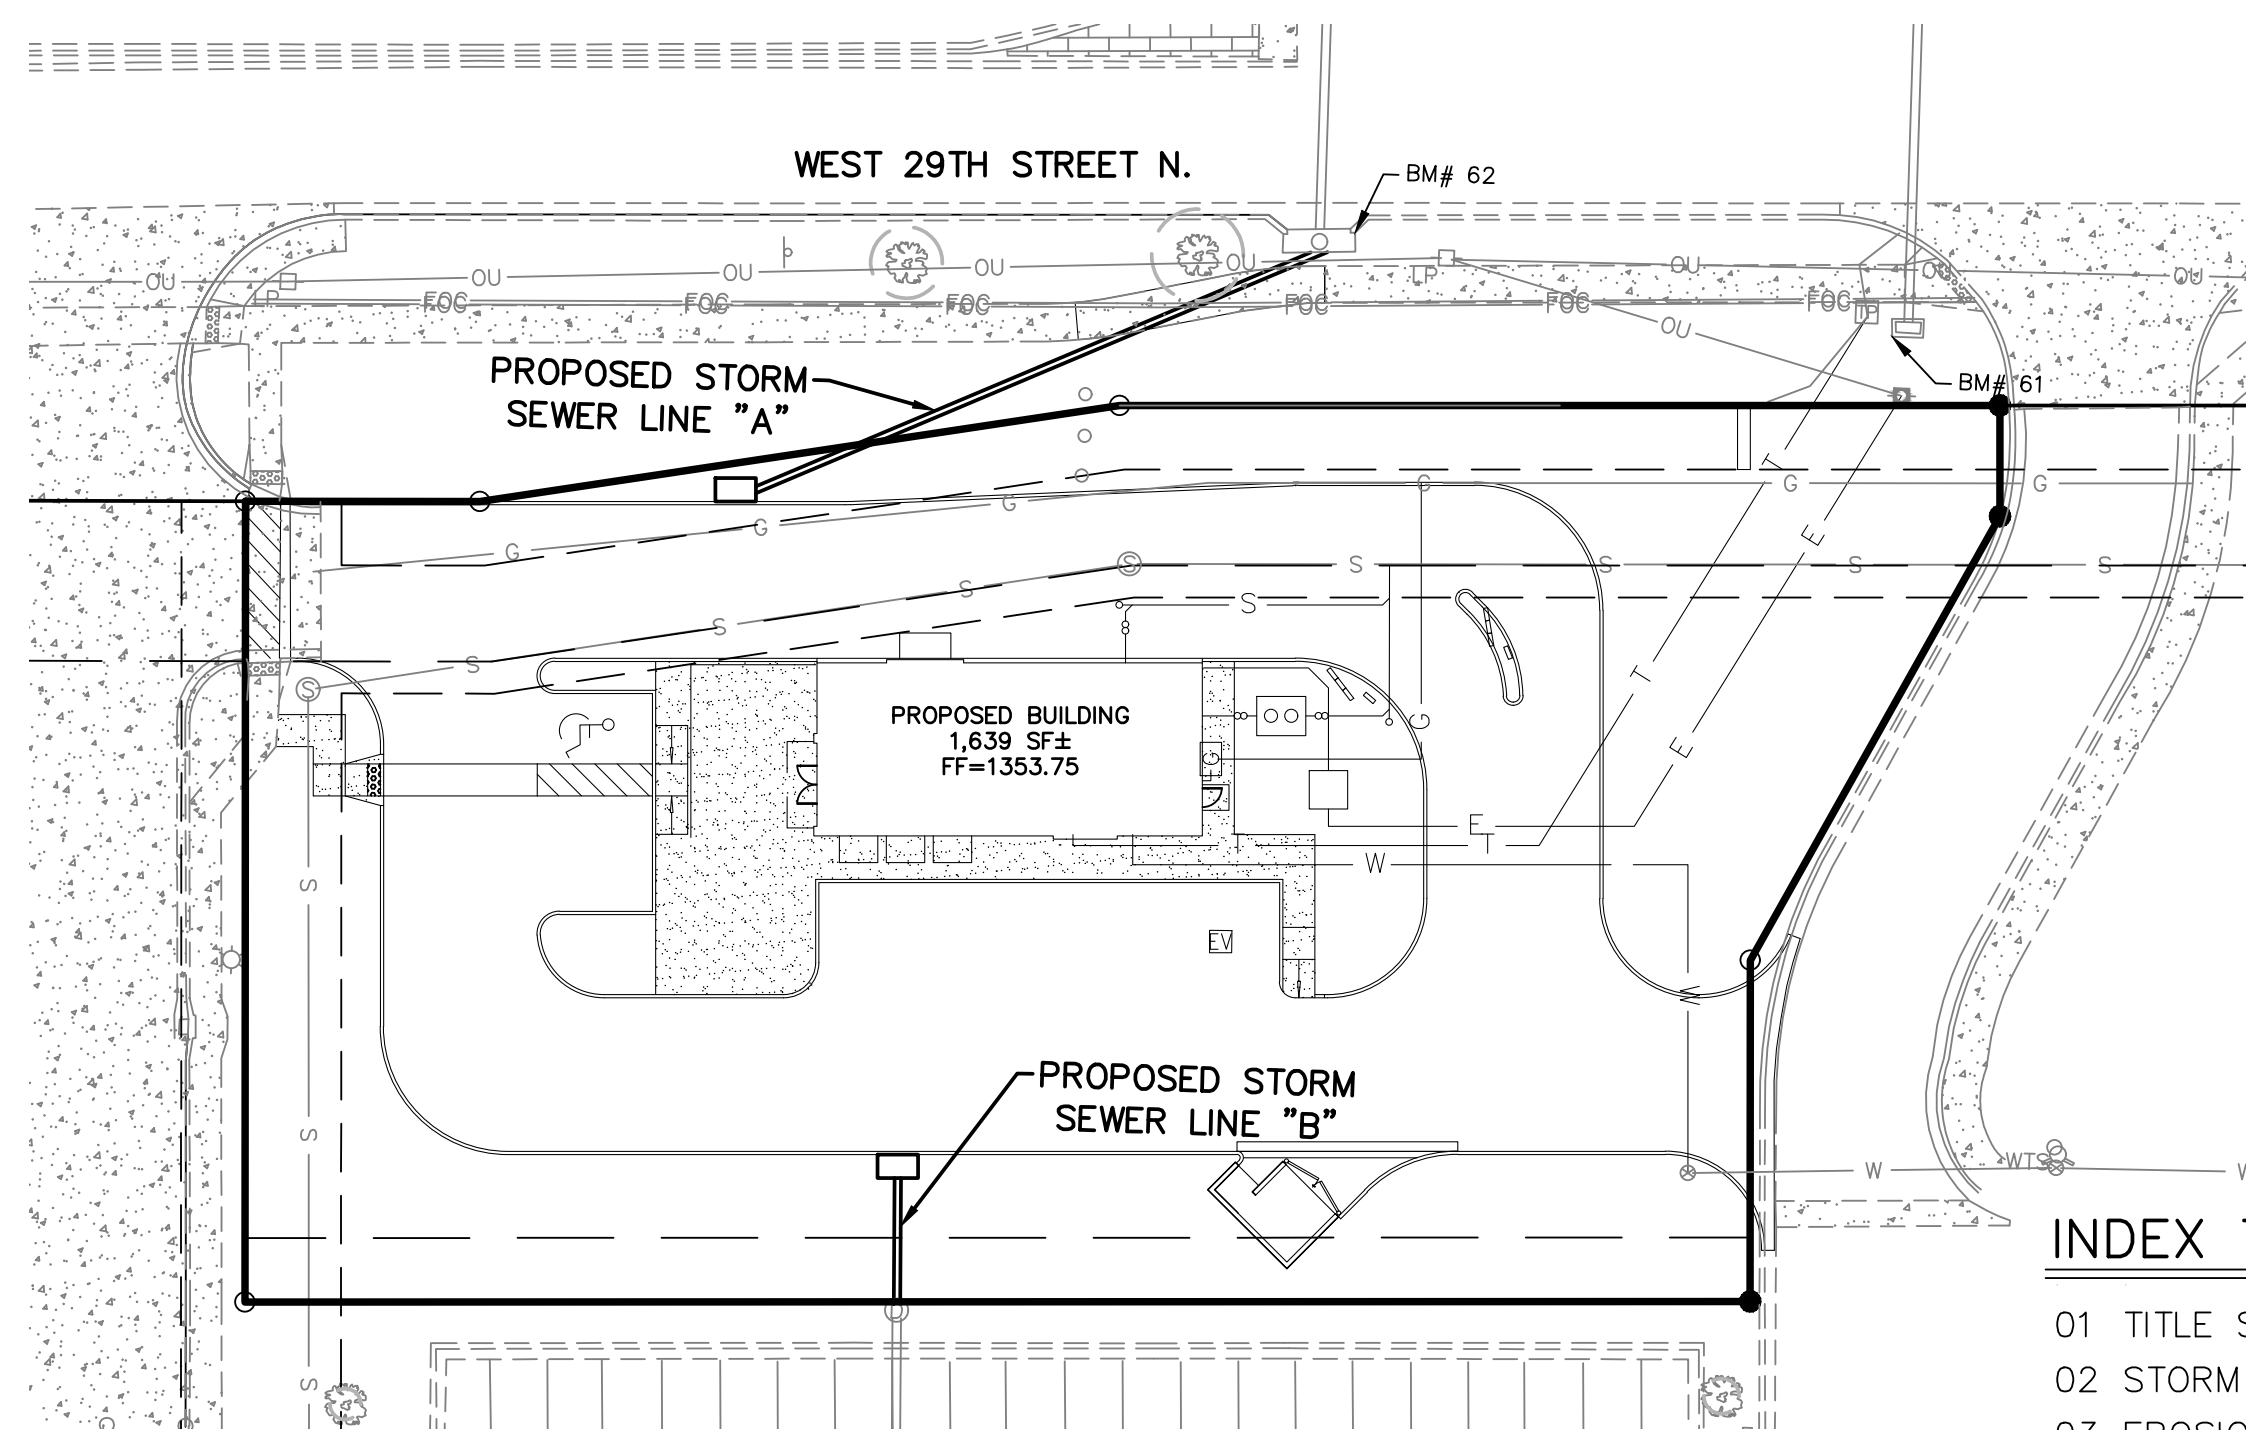 WEST 29TH STREET N.
BM# 62
OU OU OU OU OU OU OU OU
LP
LP
FOC FOC FOC FOC FOC FOC
TP
OU
PROPOSED STORM
SEWER LINE "A"
BM# 61
T
G G G
E
G G G
S S S S S
S S S S
S
S
T
G
E
PROPOSED BUILDING
1,639 SF±
FF=1353.75
G
E
T
W
S
EV
W
PROPOSED STORM
SEWER LINE "B"
S
W WTS W
INDEX
01 TITLE S
02 STORM
S
G